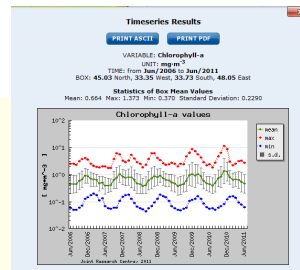 Timeseries Results
PRINT ASCII PRINT PDF
VARIABLE: Chlorophyll-a
UNIT: mg·m-3
TIME: from Jun/2006 to Jun/2011
BOX: 45.03 North, 33.35 West, 33.73 South, 48.05 East
Statistics of Box Mean Values
Mean: 0.664 Max: 1.373 Min: 0.370 Standard Deviation: 0.2290
Chlorophyll-a values
10^2
10^1
10^0
10^-1
10^-2
[ mg*m^-3 ]
mean
max
min
s.d.
Jun/2006
Dec/2006
Jun/2007
Dec/2007
Jun/2008
Dec/2008
Jun/2009
Dec/2009
Jun/2010
Dec/2010
Jun/2011
Joint Research Centre, 2011